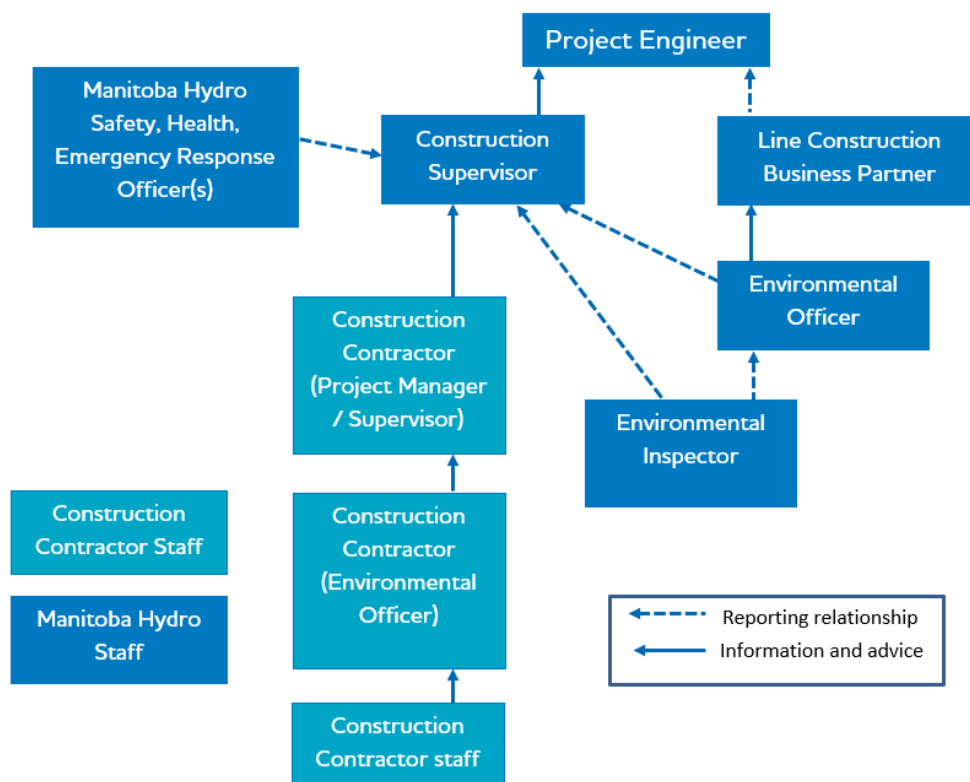 Project Engineer
Manitoba Hydro
Safety, Health,
Emergency Response
Officer(s)
Construction
Supervisor
Line Construction
Business Partner
Environmental
Officer
Construction
Contractor
(Project Manager
/ Supervisor)
Environmental
Inspector
Construction
Contractor Staff
Construction
Contractor
(Environmental
Officer)
Manitoba Hydro
Staff
Reporting relationship
Information and advice
Construction
Contractor staff